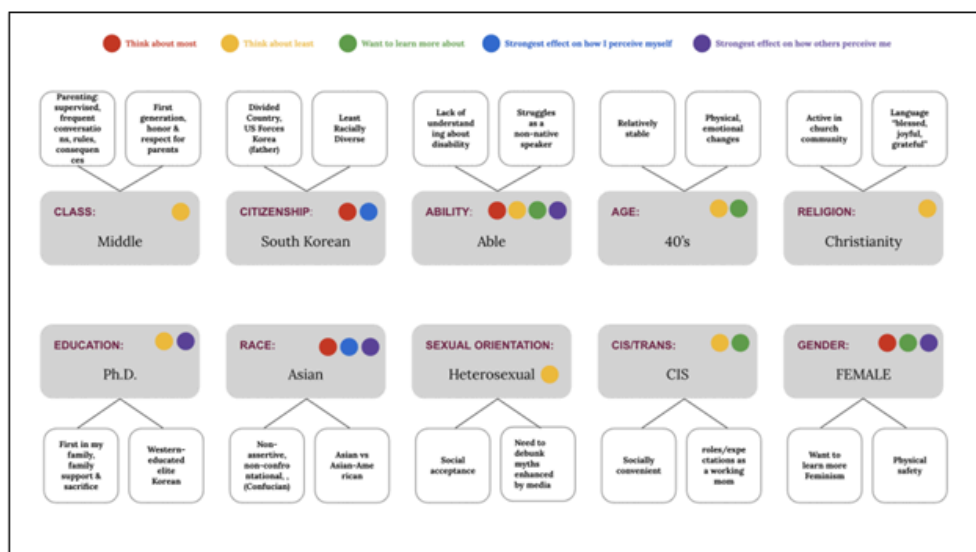 Think about most
Think about least
Want to learn more about
Strongest effect on how I perceive myself
Strongest effect on how others perceive me
Parenting:
supervised,
frequent
conversatio
ns, rules,
consequen
ces
First
generation,
honor &
respect for
parents
CLASS:
Middle
Divided
Country,
US Forces
Korea
(father)
Least
Racially
Diverse
CITIZENSHIP:
South Korean
Lack of
understand
ing about
disability
Struggles
as a
non-native
speaker
ABILITY:
Able
Relatively
stable
Physical,
emotional
changes
AGE:
40's
Active in
church
community
Language
"blessed,
joyful,
grateful"
RELIGION:
Christianity
EDUCATION:
Ph.D.
First in my
family,
family
support &
sacrifice
Western-
educated
elite
Korean
RACE:
Asian
Non-
assertive,
non-confro
ntational, ,
(Confucian)
Asian vs
Asian-Ame
rican
SEXUAL ORIENTATION:
Heterosexual
Social
acceptance
Need to
debunk
myths
enhanced
by media
CIS/TRANS:
CIS
Socially
convenient
roles/expe
ctations as
a working
mom
GENDER:
FEMALE
Want to
learn more
Feminism
Physical
safety